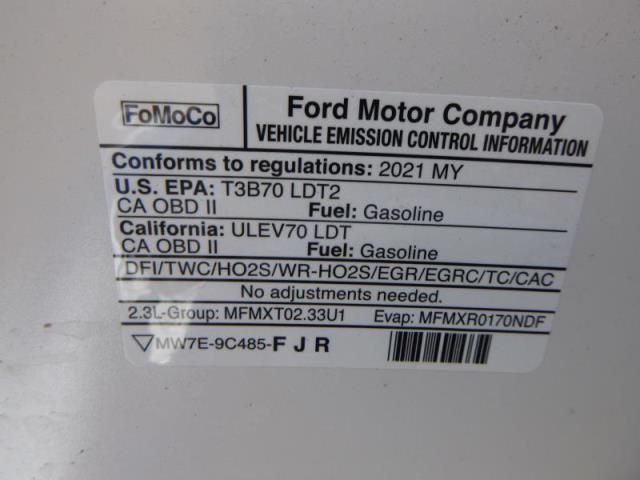 FoMoCo
Ford Motor Company
VEHICLE EMISSION CONTROL INFORMATION
Conforms to regulations: 2021 MY
U.S. EPA: T3B70 LDT2
CA OBD II Fuel: Gasoline
California: ULEV70 LDT
CA OBD II Fuel: Gasoline
DFI/TWC/HO2S/WR-HO2S/EGR/EGRC/TC/CAC
No adjustments needed.
2.3L-Group: MFMXT02.33U1 Evap: MFMXR0170NDF
MW7E-9C485-F J R